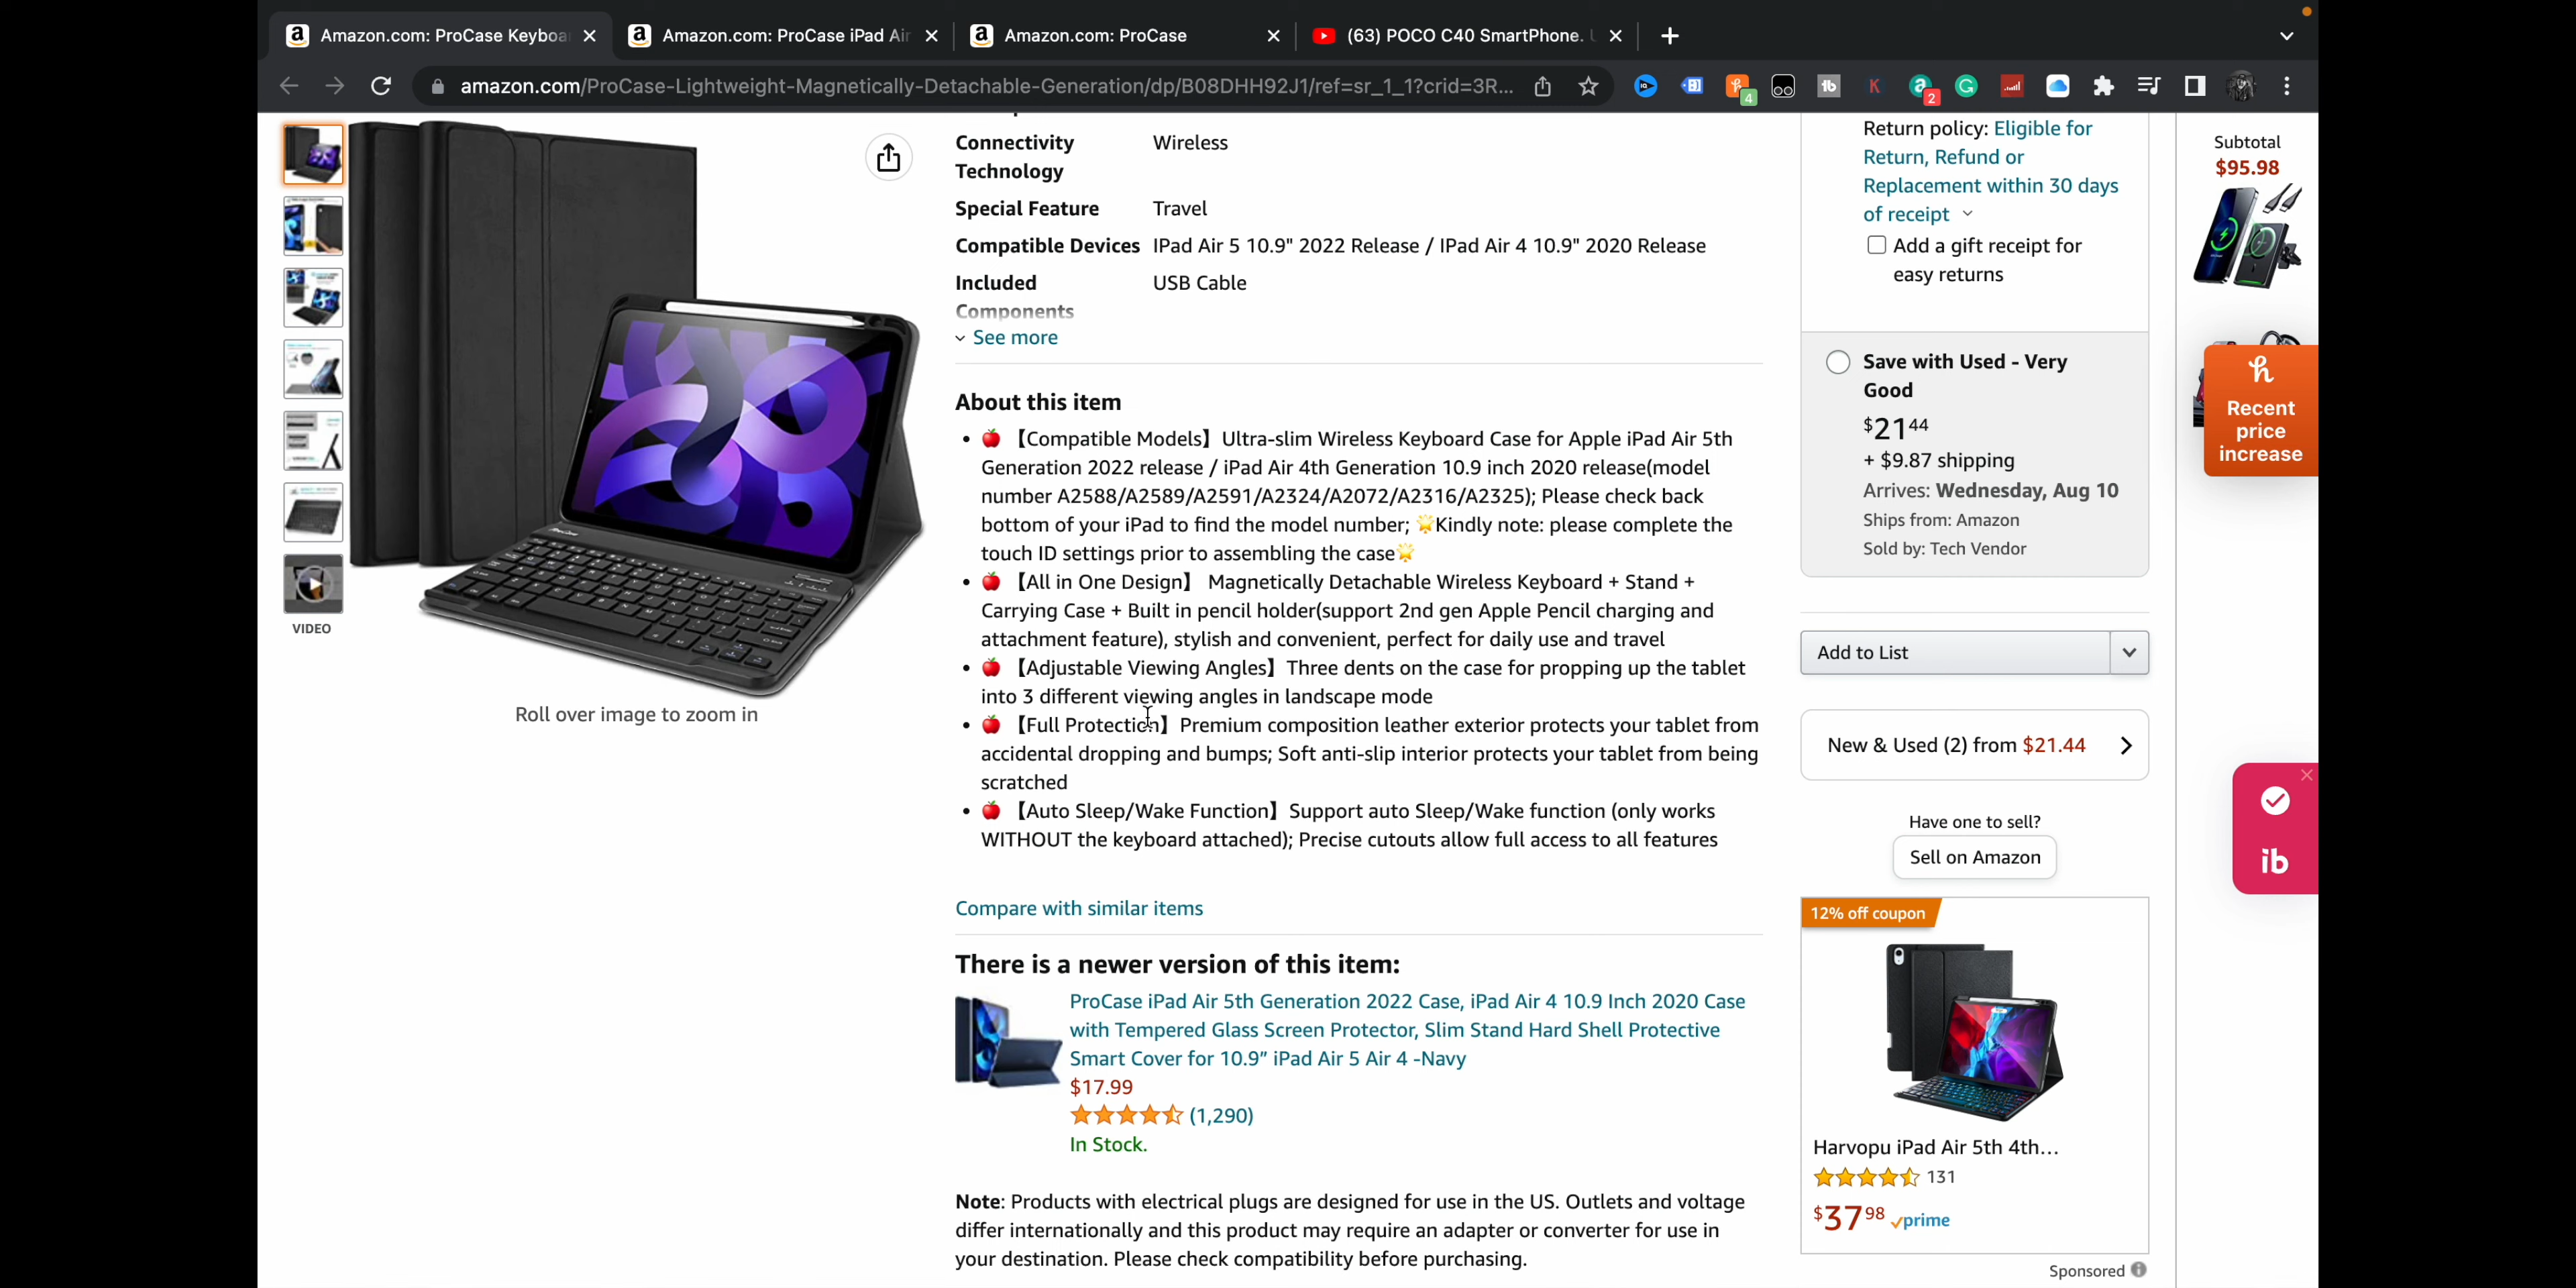 Amazon.com: ProCase Keyboa
Amazon.com: ProCase iPad Air
Amazon.com: ProCase
(63) POCO C40 SmartPhone.
amazon.com/ProCase-Lightweight-Magnetically-Detachable-Generation/dp/B08DHH92J1/ref=sr_1_1?crid=3R...
4
2
VIDEO
Roll over image to zoom in
Connectivity Technology Wireless
Special Feature Travel
Compatible Devices IPad Air 5 10.9" 2022 Release / IPad Air 4 10.9" 2020 Release
Included Components USB Cable
See more
About this item
• 🍎【Compatible Models】Ultra-slim Wireless Keyboard Case for Apple iPad Air 5th
Generation 2022 release / iPad Air 4th Generation 10.9 inch 2020 release(model
number A2588/A2589/A2591/A2324/A2072/A2316/A2325); Please check back
bottom of your iPad to find the model number; 🌟Kindly note: please complete the
touch ID settings prior to assembling the case🌟
• 🍎【All in One Design】 Magnetically Detachable Wireless Keyboard + Stand +
Carrying Case + Built in pencil holder(support 2nd gen Apple Pencil charging and
attachment feature), stylish and convenient, perfect for daily use and travel
• 🍎【Adjustable Viewing Angles】Three dents on the case for propping up the tablet
into 3 different viewing angles in landscape mode
• 🍎【Full Protection】Premium composition leather exterior protects your tablet from
accidental dropping and bumps; Soft anti-slip interior protects your tablet from being
scratched
• 🍎【Auto Sleep/Wake Function】Support auto Sleep/Wake function (only works
WITHOUT the keyboard attached); Precise cutouts allow full access to all features
Compare with similar items
There is a newer version of this item:
ProCase iPad Air 5th Generation 2022 Case, iPad Air 4 10.9 Inch 2020 Case
with Tempered Glass Screen Protector, Slim Stand Hard Shell Protective
Smart Cover for 10.9” iPad Air 5 Air 4 -Navy
$17.99
(1,290)
In Stock.
Note: Products with electrical plugs are designed for use in the US. Outlets and voltage
differ internationally and this product may require an adapter or converter for use in
your destination. Please check compatibility before purchasing.
Return policy: Eligible for
Return, Refund or
Replacement within 30 days
of receipt
Add a gift receipt for
easy returns
Save with Used - Very
Good
$21 44
+ $9.87 shipping
Arrives: Wednesday, Aug 10
Ships from: Amazon
Sold by: Tech Vendor
Add to List
New & Used (2) from $21.44
Have one to sell?
Sell on Amazon
12% off coupon
Harvopu iPad Air 5th 4th...
131
$37 98 prime
Sponsored
Subtotal
$95.98
Recent
price
increase
ib